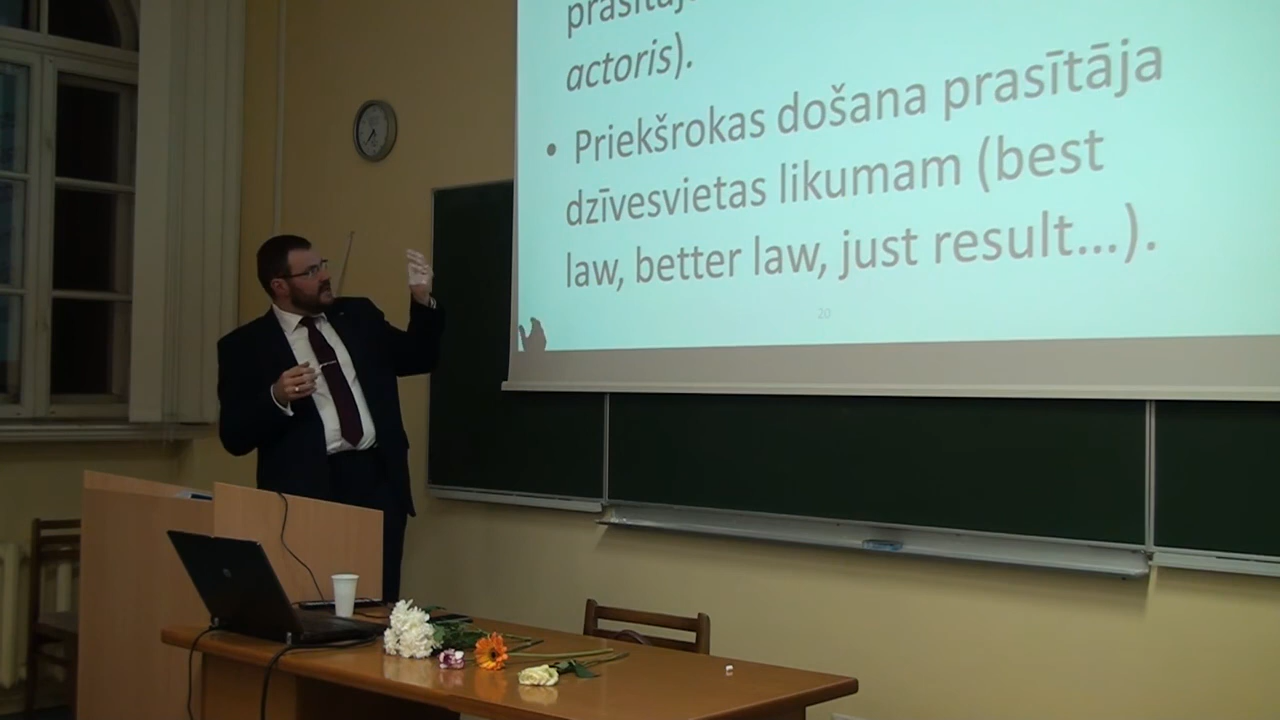 actoris).
• Priekšrokas došana prasītāja
dzīvesvietas likumam (best
law, better law, just result...).
20